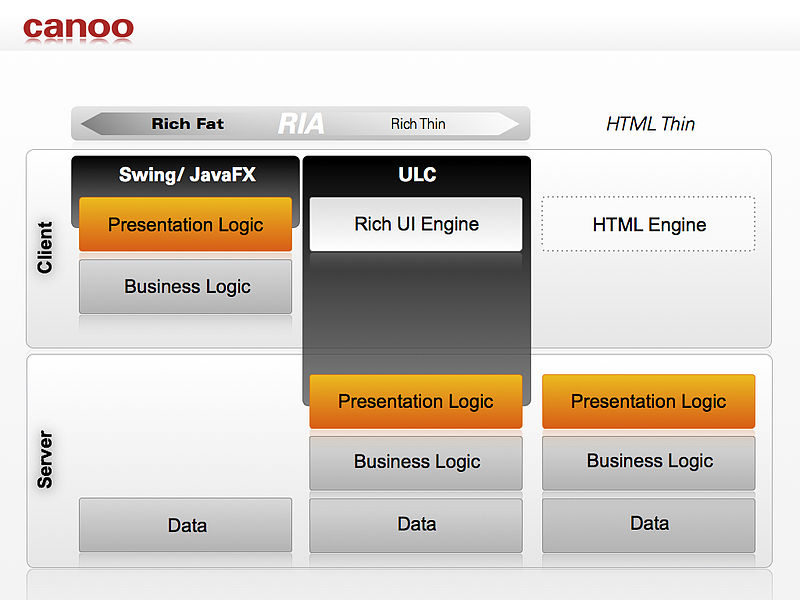 canoo
Rich Fat RIA Rich Thin HTML Thin
Swing/ JavaFX ULC
Client
Presentation Logic Rich UI Engine HTML Engine
Business Logic
Server
Presentation Logic Presentation Logic
Business Logic Business Logic
Data Data Data